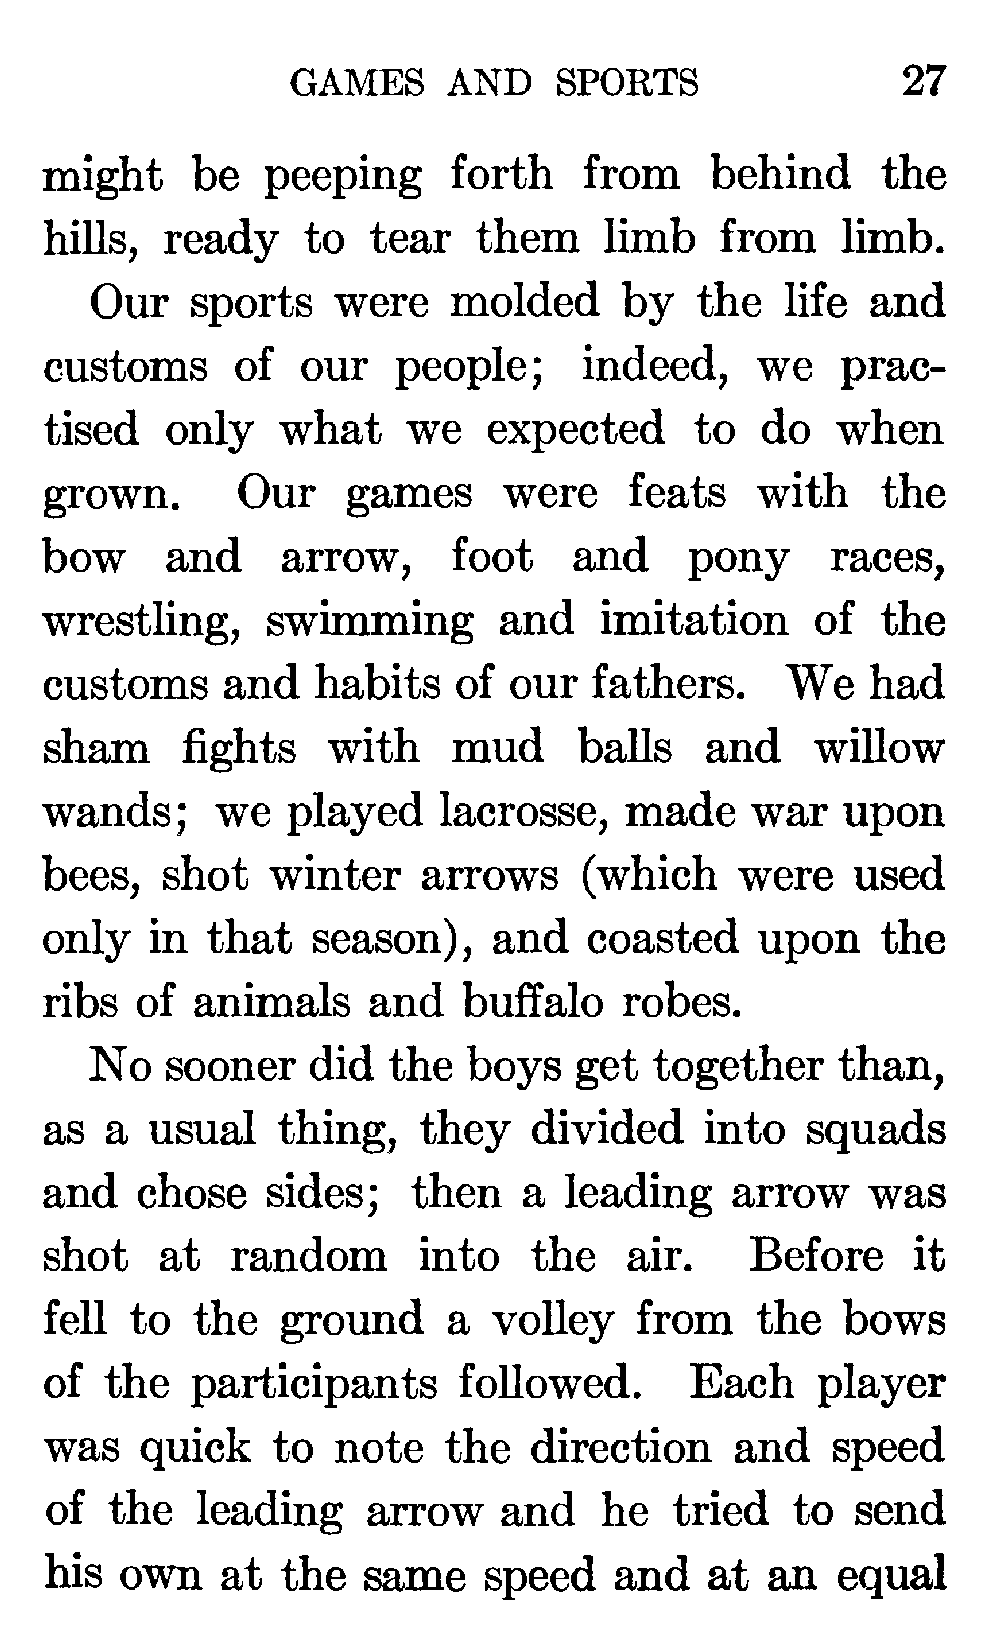 GAMES AND SPORTS 27
might be peeping forth from behind the
hills, ready to tear them limb from limb.
Our sports were molded by the life and
customs of our people; indeed, we prac-
tised only what we expected to do when
grown. Our games were feats with the
bow and arrow, foot and pony races,
wrestling, swimming and imitation of the
customs and habits of our fathers. We had
sham fights with mud balls and willow
wands; we played lacrosse, made war upon
bees, shot winter arrows (which were used
only in that season), and coasted upon the
ribs of animals and buffalo robes.
No sooner did the boys get together than,
as a usual thing, they divided into squads
and chose sides; then a leading arrow was
shot at random into the air. Before it
fell to the ground a volley from the bows
of the participants followed. Each player
was quick to note the direction and speed
of the leading arrow and he tried to send
his own at the same speed and at an equal